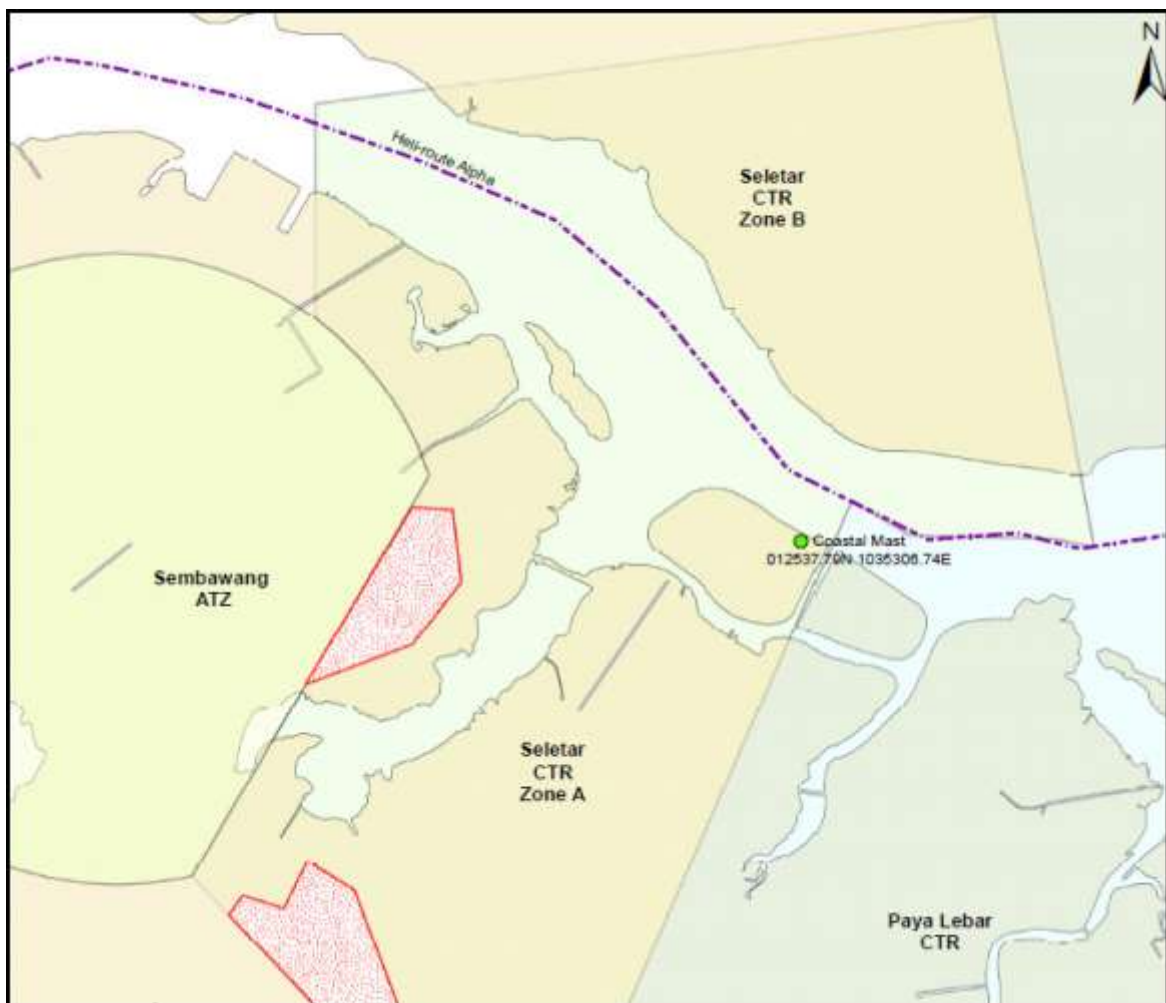 N
Heli-route Alpha
Seletar
CTR
Zone B
Coastal Mast
012537.79N 1035306.74E
Sembawang
ATZ
Seletar
CTR
Zone A
Paya Lebar
CTR